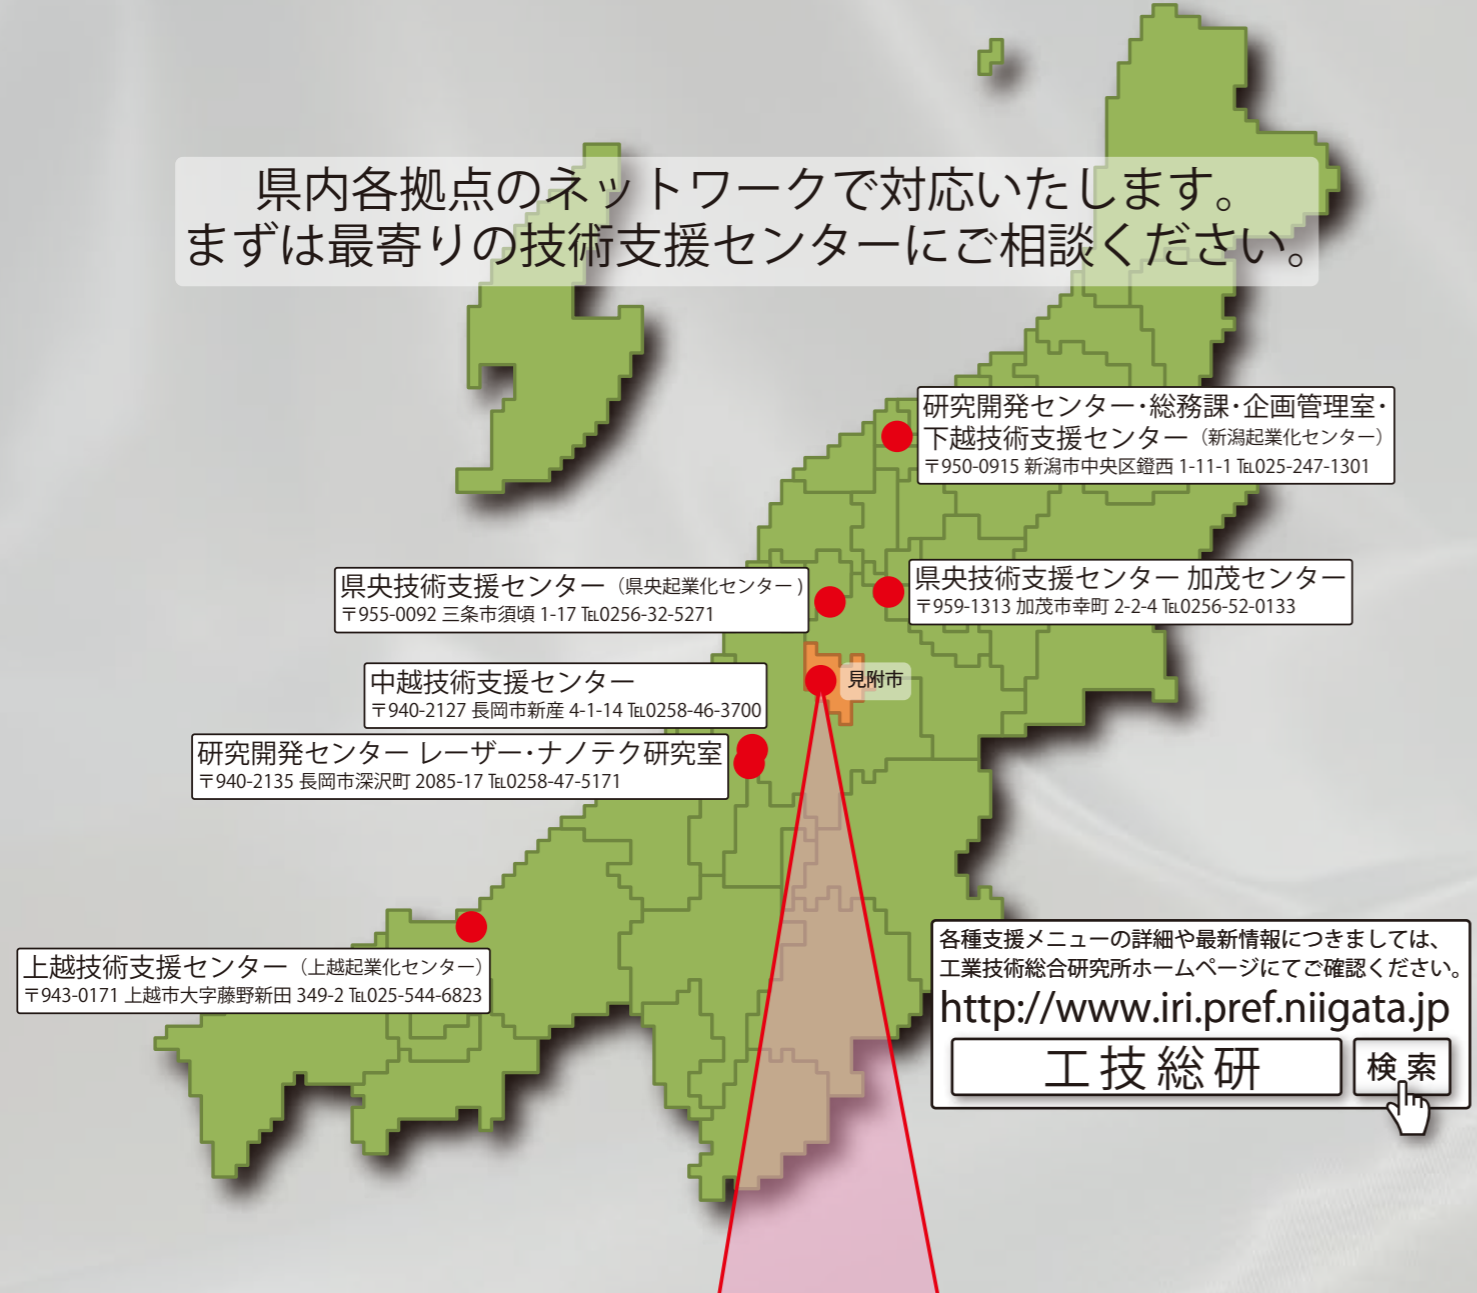 県内各拠点のネットワークで対応いたします。
まずは最寄りの技術支援センターにご相談ください。
研究開発センター・総務課・企画管理室・
下越技術支援センター（新潟起業化センター）
〒950-0915 新潟市中央区鐙西 1-11-1 ℡025-247-1301
県央技術支援センター（県央起業化センター）
〒955-0092 三条市須頃 1-17 ℡0256-32-5271
県央技術支援センター 加茂センター
〒959-1313 加茂市幸町 2-2-4 ℡0256-52-0133
見附市
中越技術支援センター
〒940-2127 長岡市新産 4-1-14 ℡0258-46-3700
研究開発センター レーザー・ナノテク研究室
〒940-2135 長岡市深沢町 2085-17 ℡0258-47-5171
上越技術支援センター（上越起業化センター）
〒943-0171 上越市大字藤野新田 349-2 ℡025-544-6823
各種支援メニューの詳細や最新情報につきましては、
工業技術総合研究所ホームページにてご確認ください。
http://www.iri.pref.niigata.jp
工技総研 検索